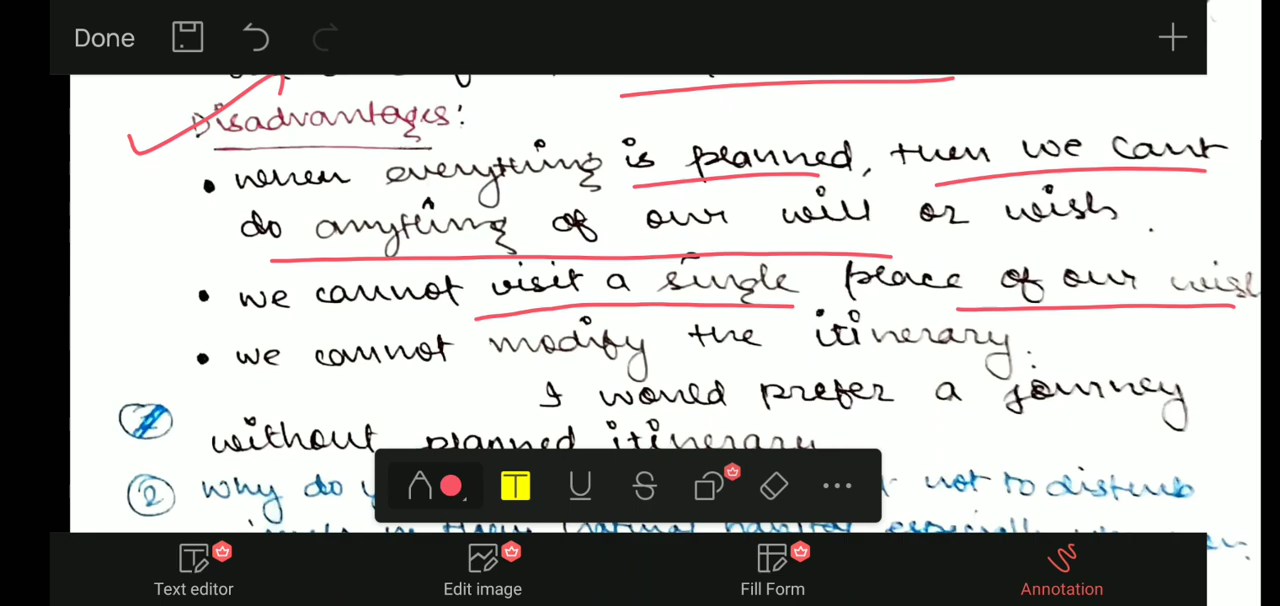 Done
Disadvantages:
• when everything is planned, then we cant
do anything of our will or wish.
• we cannot visit a single place of our wish
• we cannot modify the itinerary.
I would prefer a journey
without planned itinerary
② Why do not to disturb
habitat
Text editor Edit image Fill Form Annotation